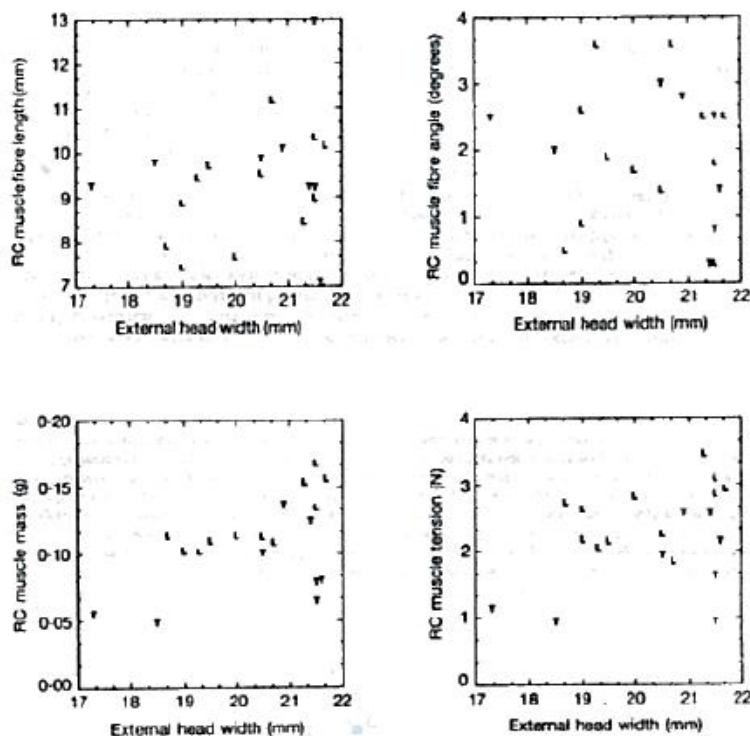 13
12
11
10
9
8
7
RC muscle fibre length (mm)
17 18 19 20 21 22
External head width (mm)
4
3
2
1
0
RC muscle fibre angle (degrees)
17 18 19 20 21 22
External head width (mm)
0·20
0·15
0·10
0·05
0·00
RC muscle mass (g)
17 18 19 20 21 22
External head width (mm)
4
3
2
1
0
RC muscle tension (N)
17 18 19 20 21 22
External head width (mm)